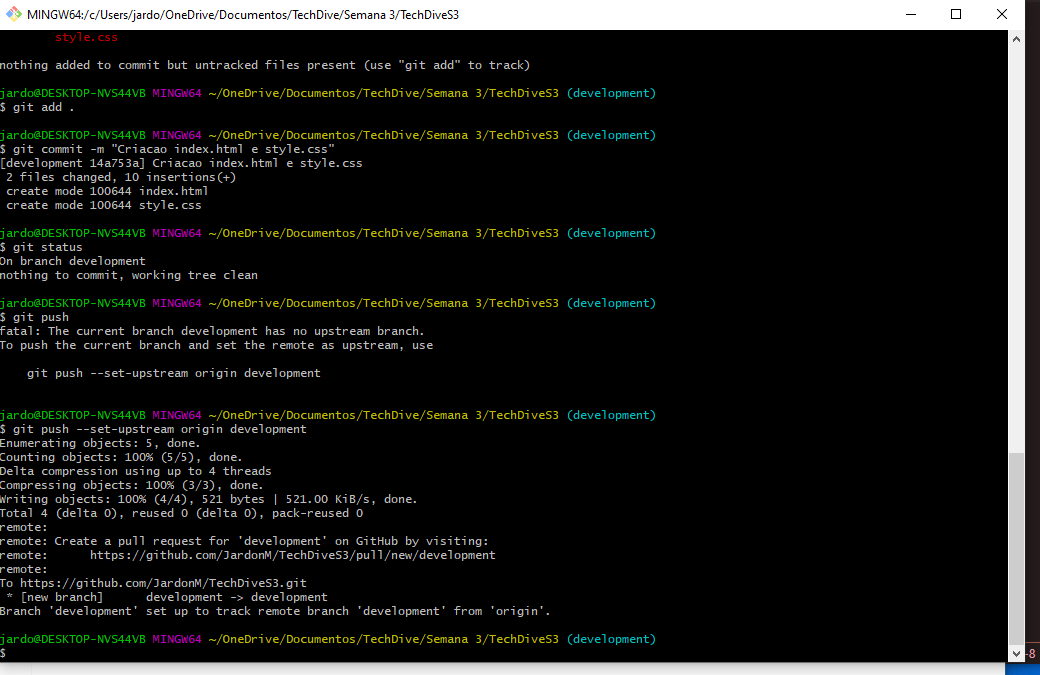 MINGW64:/c/Users/jardo/OneDrive/Documentos/TechDive/Semana 3/TechDiveS3
style.css
nothing added to commit but untracked files present (use "git add" to track)
jardo@DESKTOP-NVS44VB MINGW64 ~/OneDrive/Documentos/TechDive/Semana 3/TechDiveS3 (development)
$ git add .
jardo@DESKTOP-NVS44VB MINGW64 ~/OneDrive/Documentos/TechDive/Semana 3/TechDiveS3 (development)
$ git commit -m "Criacao index.html e style.css"
[development 14a753a] Criacao index.html e style.css
2 files changed, 10 insertions(+)
create mode 100644 index.html
create mode 100644 style.css
jardo@DESKTOP-NVS44VB MINGW64 ~/OneDrive/Documentos/TechDive/Semana 3/TechDiveS3 (development)
$ git status
On branch development
nothing to commit, working tree clean
jardo@DESKTOP-NVS44VB MINGW64 ~/OneDrive/Documentos/TechDive/Semana 3/TechDiveS3 (development)
$ git push
fatal: The current branch development has no upstream branch.
To push the current branch and set the remote as upstream, use
git push --set-upstream origin development
jardo@DESKTOP-NVS44VB MINGW64 ~/OneDrive/Documentos/TechDive/Semana 3/TechDiveS3 (development)
$ git push --set-upstream origin development
Enumerating objects: 5, done.
Counting objects: 100% (5/5), done.
Delta compression using up to 4 threads
Compressing objects: 100% (3/3), done.
Writing objects: 100% (4/4), 521 bytes | 521.00 KiB/s, done.
Total 4 (delta 0), reused 0 (delta 0), pack-reused 0
remote:
remote: Create a pull request for 'development' on GitHub by visiting:
remote:      https://github.com/JardonM/TechDiveS3/pull/new/development
remote:
To https://github.com/JardonM/TechDiveS3.git
* [new branch]      development -> development
Branch 'development' set up to track remote branch 'development' from 'origin'.
jardo@DESKTOP-NVS44VB MINGW64 ~/OneDrive/Documentos/TechDive/Semana 3/TechDiveS3 (development)
$
-8